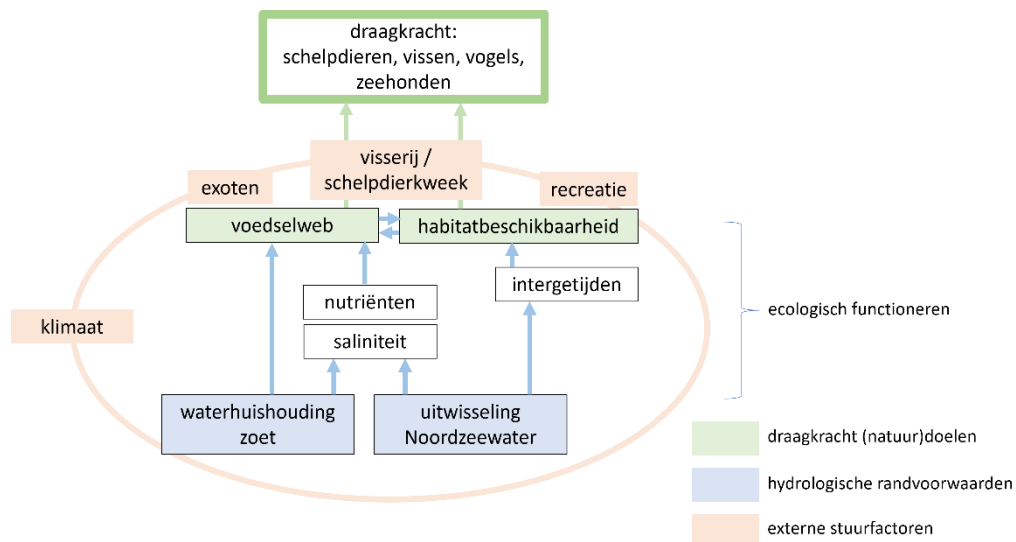 draagkracht:
schelpdieren, vissen, vogels,
zeehonden
visserij /
schelpdierkweek
exoten
recreatie
voedselweb
habitatbeschikbaarheid
intergetijden
nutriënten
saliniteit
klimaat
ecologisch functioneren
waterhuishouding
zoet
uitwisseling
Noordzeewater
draagkracht (natuur)doelen
hydrologische randvoorwaarden
externe stuurfactoren